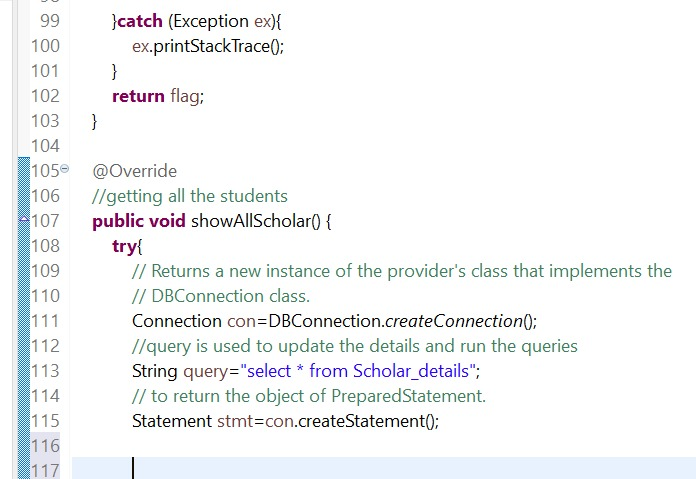 99 }catch (Exception ex){
100 ex.printStackTrace();
101 }
102 return flag;
103 }
104
105 @Override
106 //getting all the students
107 public void showAllScholar() {
108 try{
109 // Returns a new instance of the provider's class that implements the
110 // DBConnection class.
111 Connection con=DBConnection.createConnection();
112 //query is used to update the details and run the queries
113 String query="select * from Scholar_details";
114 // to return the object of PreparedStatement.
115 Statement stmt=con.createStatement();
116
117